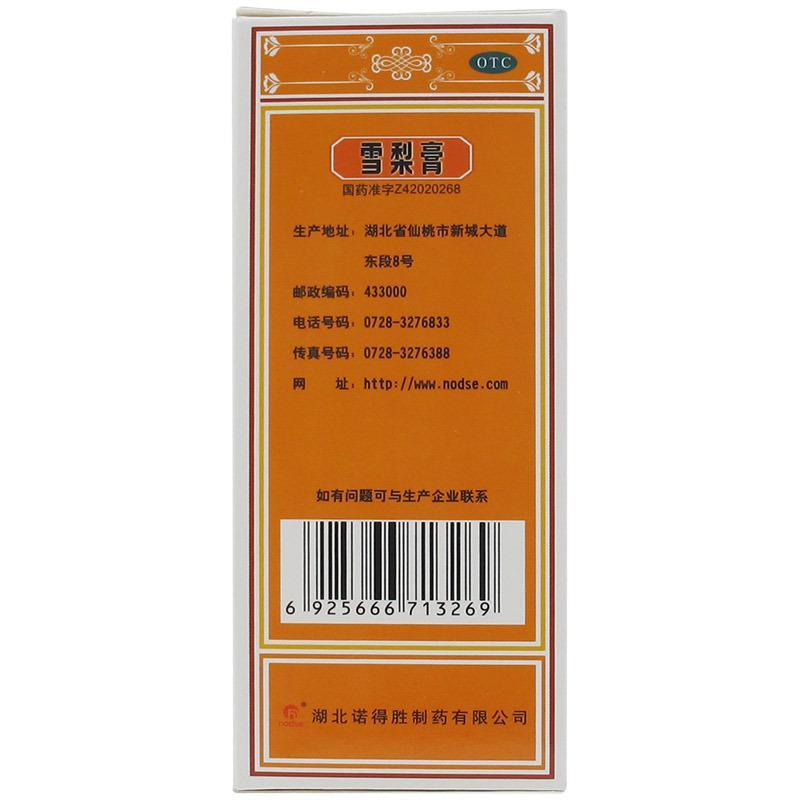 OTC
雪梨膏
国药准字Z42020268
生产地址：湖北省仙桃市新城大道
东段8号
邮政编码：433000
电话号码：0728-3276833
传真号码：0728-3276388
网 址：http://www.nodse.com
如有问题可与生产企业联系
6 925666 713269
nodse®
湖北诺得胜制药有限公司